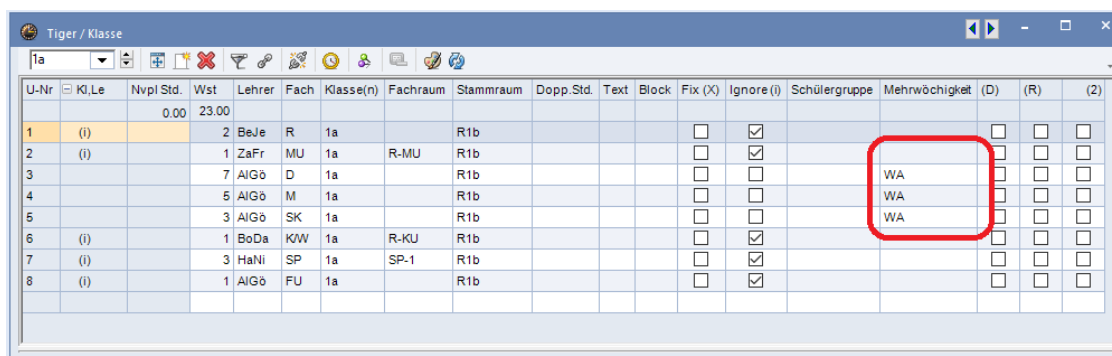 Tiger / Klasse
1a
U-Nr Kl,Le Nvpl Std. Wst Lehrer Fach Klasse(n) Fachraum Stammraum Dopp.Std. Text Block Fix (X) Ignore (i) Schülergruppe Mehrwöchigkeit (D) (R) (2)
0.00 23.00
1 (i) 2 BeJe R 1a R1b
2 (i) 1 ZaFr MU 1a R-MU R1b
3 7 AlGö D 1a R1b WA
4 5 AlGö M 1a R1b WA
5 3 AlGö SK 1a R1b WA
6 (i) 1 BoDa K/W 1a R-KU R1b
7 (i) 3 HaNi SP 1a SP-1 R1b
8 (i) 1 AlGö FU 1a R1b